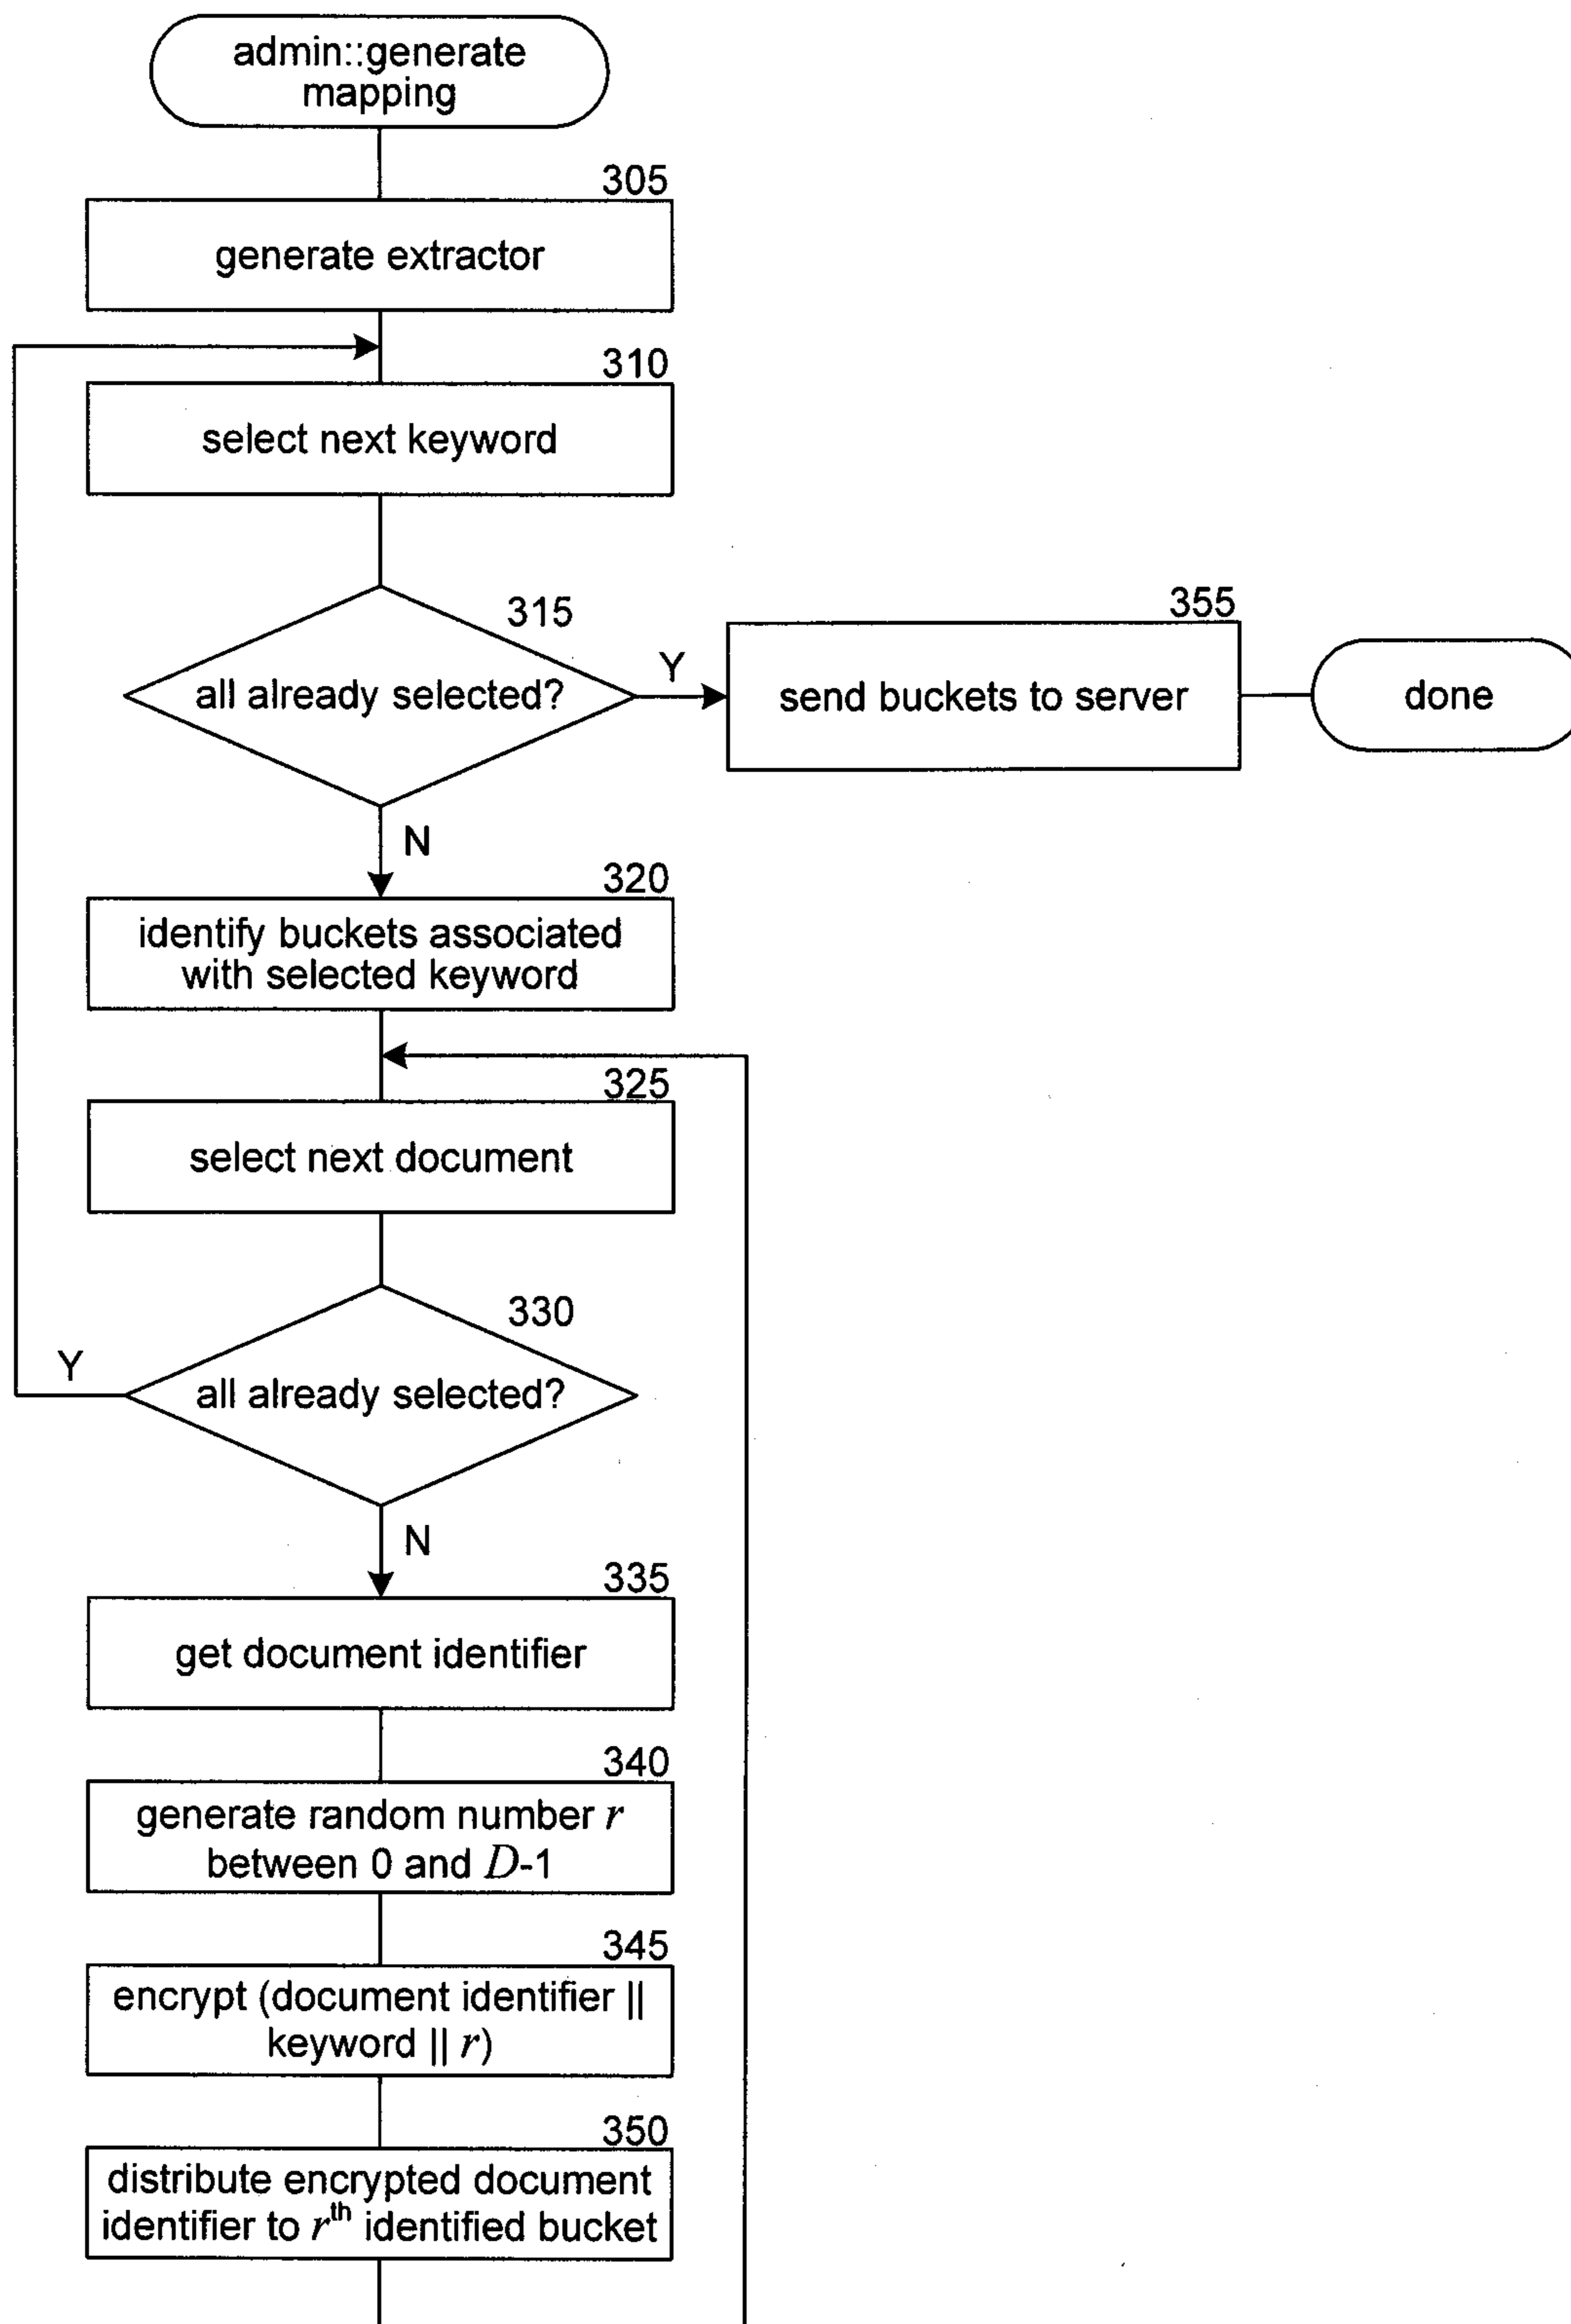 admin::generate
mapping
305
generate extractor
310
select next keyword
315
all already selected?
Y
355
send buckets to server
done
N
320
identify buckets associated
with selected keyword
325
select next document
330
Y
all already selected?
N
335
get document identifier
340
generate random number r
between 0 and D-1
345
encrypt (document identifier ||
keyword || r)
350
distribute encrypted document
identifier to rth identified bucket